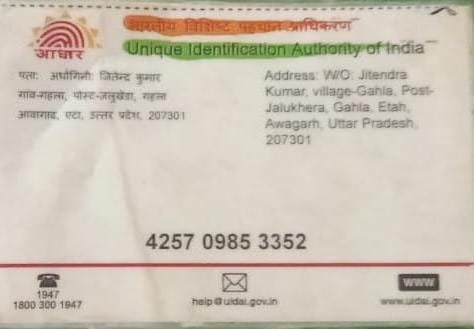 भारतीय विशिष्ट पहचान प्राधिकरण
Unique Identification Authority of India
आधार
पता: अर्धांगिनी: जितेन्द्र कुमार
गांव-गहला, पोस्ट-जलुखेडा, गहला
आवागढ, एटा, उत्तर प्रदेश, 207301
Address: W/O: Jitendra
Kumar, village-Gahla, Post-
Jalukhera, Gahla, Etah,
Awagarh, Uttar Pradesh,
207301
4257 0985 3352
1947
1800 300 1947
help@uidai.gov.in
www
www.uidai.gov.in